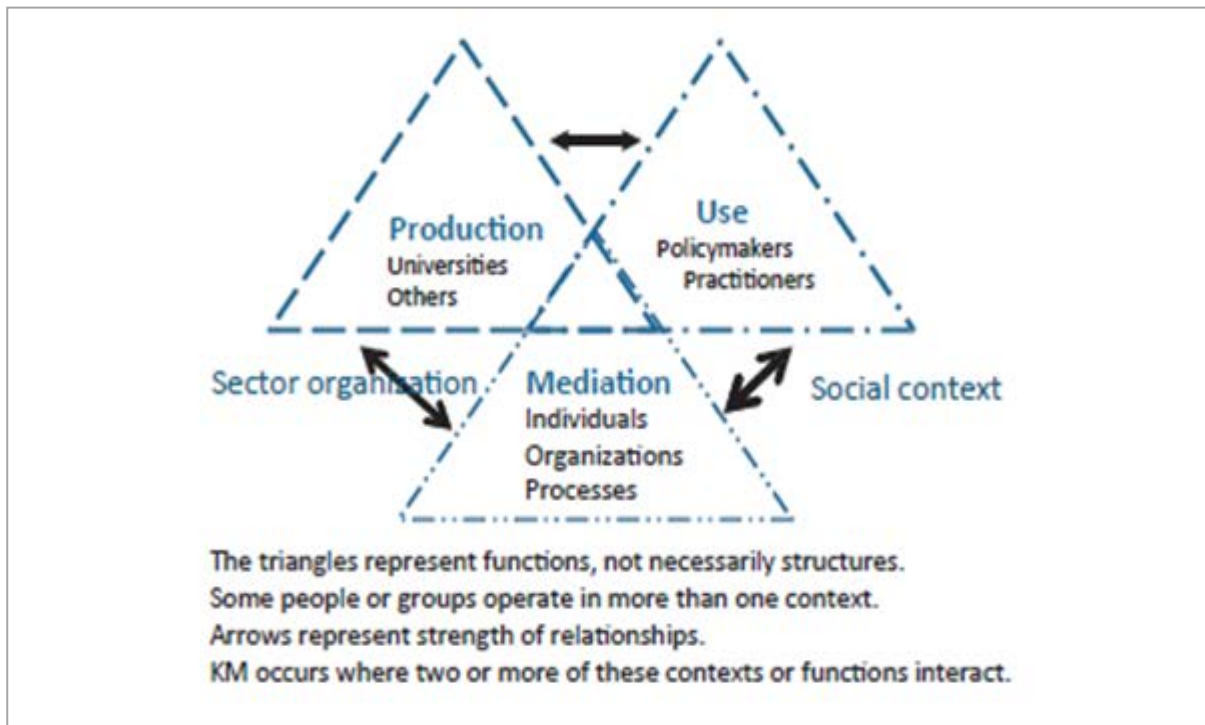 Production
Universities
Others
Use
Policymakers
Practitioners
Sector organisation
Mediation
Individuals
Organizations
Processes
Social context
The triangles represent functions, not necessarily structures.
Some people or groups operate in more than one context.
Arrows represent strength of relationships.
KM occurs where two or more of these contexts or functions interact.